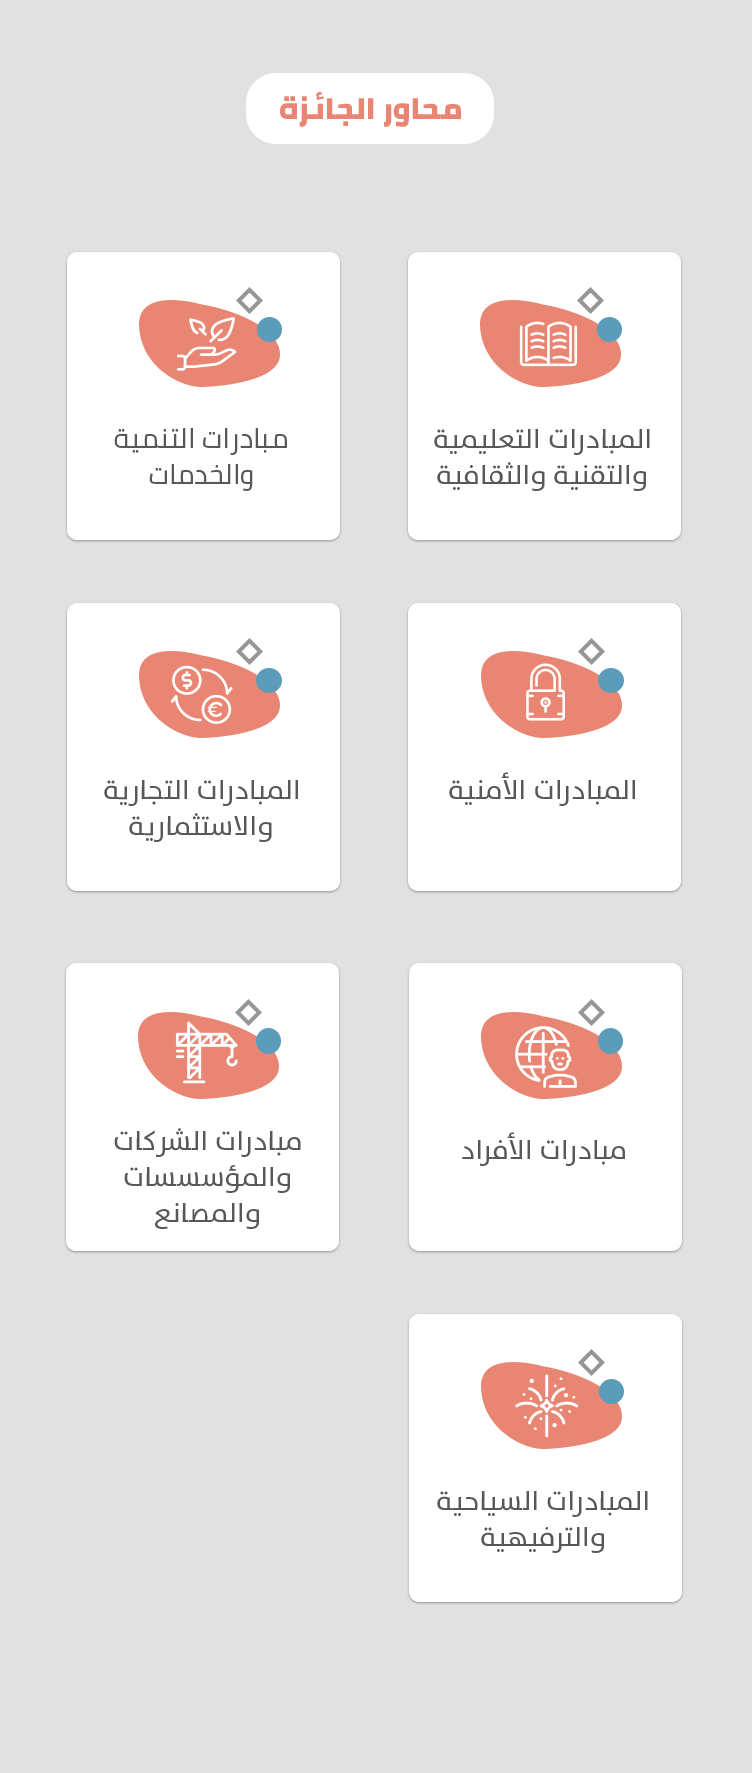 محاور الجائزة
المبادرات التعليمية
والتقنية والثقافية
مبادرات التنمية
والخدمات
المبادرات الأمنية
المبادرات التجارية
والاستثمارية
مبادرات الأفراد
مبادرات الشركات
والمؤسسسات
والمصانع
المبادرات السياحية
والترفيهية